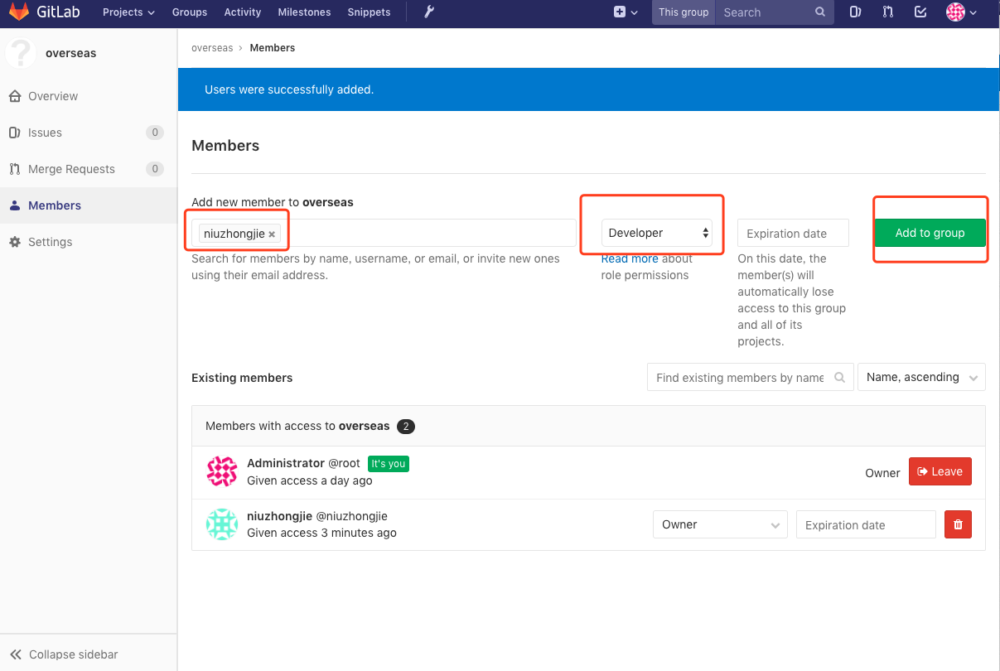 GitLab Projects Groups Activity Milestones Snippets This group Search
overseas
overseas › Members
Users were successfully added.
Overview
Issues 0
Merge Requests 0
Members
Settings
Collapse sidebar
Members
Add new member to overseas
niuzhongjie ×
Search for members by name, username, or email, or invite new ones
using their email address.
Developer
Read more about
role permissions
Expiration date
On this date, the
member(s) will
automatically lose
access to this group
and all of its
projects.
Add to group
Existing members
Find existing members by name
Name, ascending
Members with access to overseas 2
Administrator @root It's you
Given access a day ago
Owner Leave
niuzhongjie @niuzhongjie
Given access 3 minutes ago
Owner Expiration date